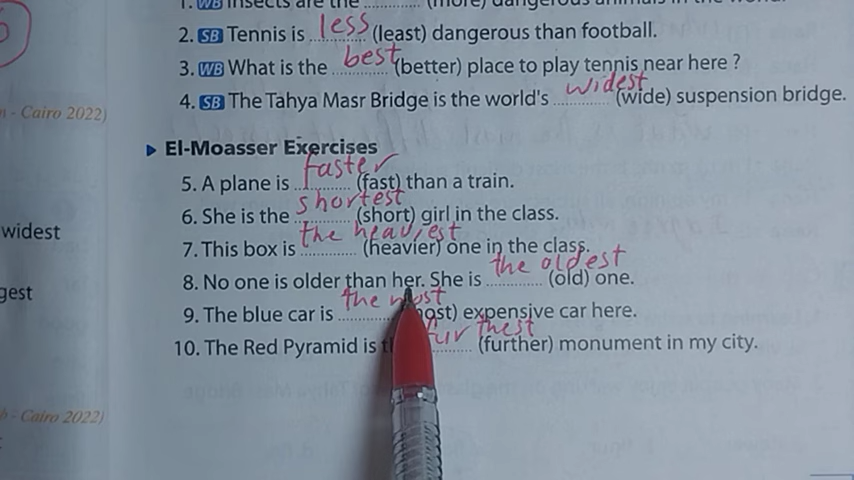 1. WB Insects are the ............ (more) dangerous animals in the world.
2. SB Tennis is less (least) dangerous than football.
3. WB What is the best (better) place to play tennis near here ?
4. SB The Tahya Masr Bridge is the world's widest (wide) suspension bridge.
- Cairo 2022)
El-Moasser Exercises
5. A plane is faster (fast) than a train.
6. She is the shortest (short) girl in the class.
widest
7. This box is the heaviest (heavier) one in the class.
8. No one is older than her. She is the oldest (old) one.
gest
9. The blue car is the most ost) expensive car here.
10. The Red Pyramid is furthest (further) monument in my city.
- Cairo 2022)